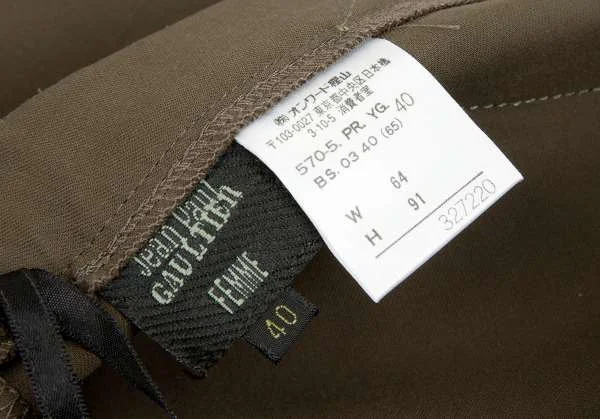 ㈱オンワード樫山
〒103-0027 東京都中央区日本橋
3-10-5 消費者室
570-5. PR. YG. 40
BS. 03 40 (65)
W 64
H 91
327220
Jean Paul
GAULTIER
FEMME
40